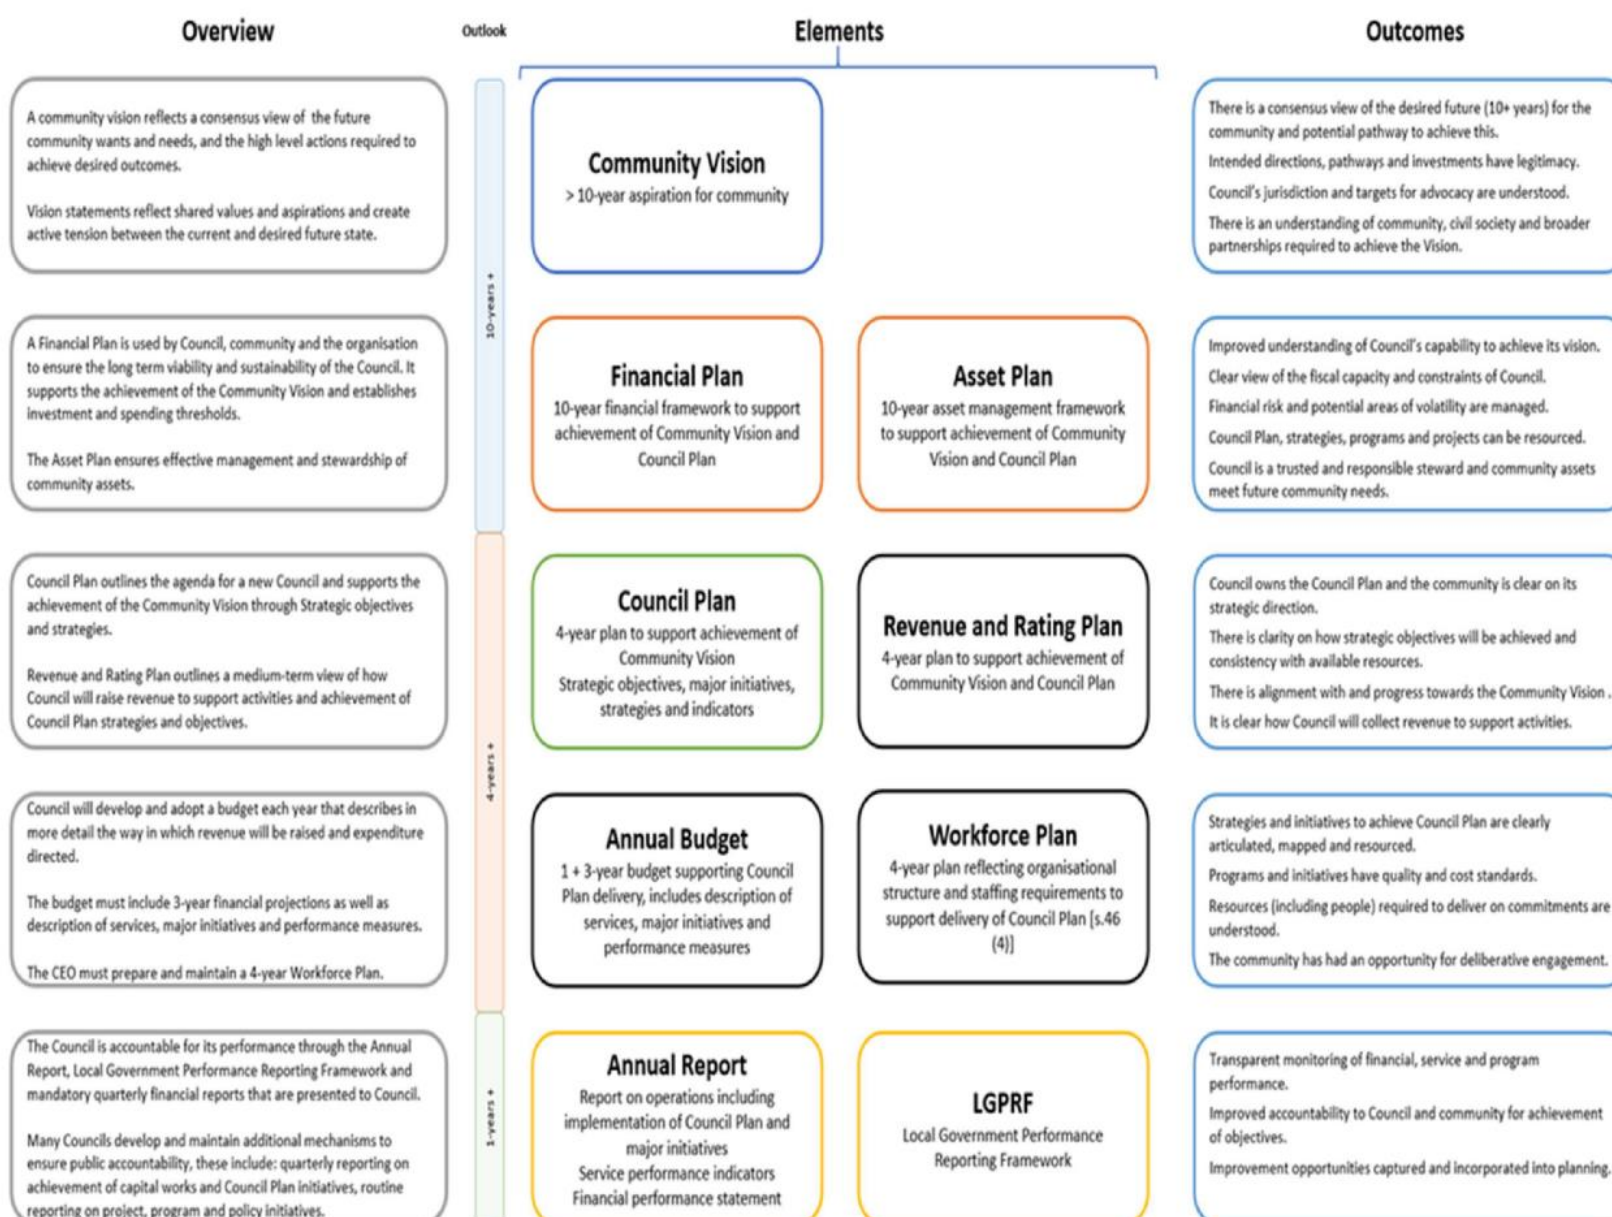 Overview
Outlook
Elements
Outcomes
A community vision reflects a consensus view of the future
community wants and needs, and the high level actions required to
achieve desired outcomes.
Vision statements reflect shared values and aspirations and create
active tension between the current and desired future state.
10-years +
Community Vision
> 10-year aspiration for community
There is a consensus view of the desired future (10+ years) for the
community and potential pathway to achieve this.
Intended directions, pathways and investments have legitimacy.
Council's jurisdiction and targets for advocacy are understood.
There is an understanding of community, civil society and broader
partnerships required to achieve the Vision.
A Financial Plan is used by Council, community and the organisation
to ensure the long term viability and sustainability of the Council. It
supports the achievement of the Community Vision and establishes
investment and spending thresholds.
The Asset Plan ensures effective management and stewardship of
community assets.
Financial Plan
10-year financial framework to support
achievement of Community Vision and
Council Plan
Asset Plan
10-year asset management framework
to support achievement of Community
Vision and Council Plan
Improved understanding of Council's capability to achieve its vision.
Clear view of the fiscal capacity and constraints of Council.
Financial risk and potential areas of volatility are managed.
Council Plan, strategies, programs and projects can be resourced.
Council is a trusted and responsible steward and community assets
meet future community needs.
Council Plan outlines the agenda for a new Council and supports the
achievement of the Community Vision through Strategic objectives
and strategies.
Revenue and Rating Plan outlines a medium-term view of how
Council will raise revenue to support activities and achievement of
Council Plan strategies and objectives.
4-years +
Council Plan
4-year plan to support achievement of
Community Vision
Strategic objectives, major initiatives,
strategies and indicators
Revenue and Rating Plan
4-year plan to support achievement of
Community Vision and Council Plan
Council owns the Council Plan and the community is clear on its
strategic direction.
There is clarity on how strategic objectives will be achieved and
consistency with available resources.
There is alignment with and progress towards the Community Vision .
It is clear how Council will collect revenue to support activities.
Council will develop and adopt a budget each year that describes in
more detail the way in which revenue will be raised and expenditure
directed.
The budget must include 3-year financial projections as well as
description of services, major initiatives and performance measures.
The CEO must prepare and maintain a 4-year Workforce Plan.
Annual Budget
1 + 3-year budget supporting Council
Plan delivery, includes description of
services, major initiatives and
performance measures
Workforce Plan
4-year plan reflecting organisational
structure and staffing requirements to
support delivery of Council Plan [s.46
(4)]
Strategies and initiatives to achieve Council Plan are clearly
articulated, mapped and resourced.
Programs and initiatives have quality and cost standards.
Resources (including people) required to deliver on commitments are
understood.
The community has had an opportunity for deliberative engagement.
The Council is accountable for its performance through the Annual
Report, Local Government Performance Reporting Framework and
mandatory quarterly financial reports that are presented to Council.
Many Councils develop and maintain additional mechanisms to
ensure public accountability, these include: quarterly reporting on
achievement of capital works and Council Plan initiatives, routine
reporting on project, program and policy initiatives.
1-years +
Annual Report
Report on operations including
implementation of Council Plan and
major initiatives
Service performance indicators
Financial performance statement
LGPRF
Local Government Performance
Reporting Framework
Transparent monitoring of financial, service and program
performance.
Improved accountability to Council and community for achievement
of objectives.
Improvement opportunities captured and incorporated into planning.